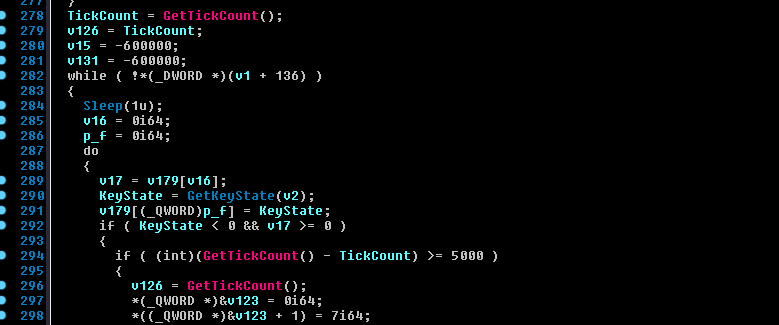 277 }
278 TickCount = GetTickCount();
279 v126 = TickCount;
280 v15 = -600000;
281 v131 = -600000;
282 while ( !*(_DWORD *)(v1 + 136) )
283 {
284 Sleep(1u);
285 v16 = 0i64;
286 p_f = 0i64;
287 do
288 {
289 v17 = v179[v16];
290 KeyState = GetKeyState(v2);
291 v179[(_QWORD)p_f] = KeyState;
292 if ( KeyState < 0 && v17 >= 0 )
293 {
294 if ( (int)(GetTickCount() - TickCount) >= 5000 )
295 {
296 v126 = GetTickCount();
297 *(_QWORD *)&v123 = 0i64;
298 *((_QWORD *)&v123 + 1) = 7i64;